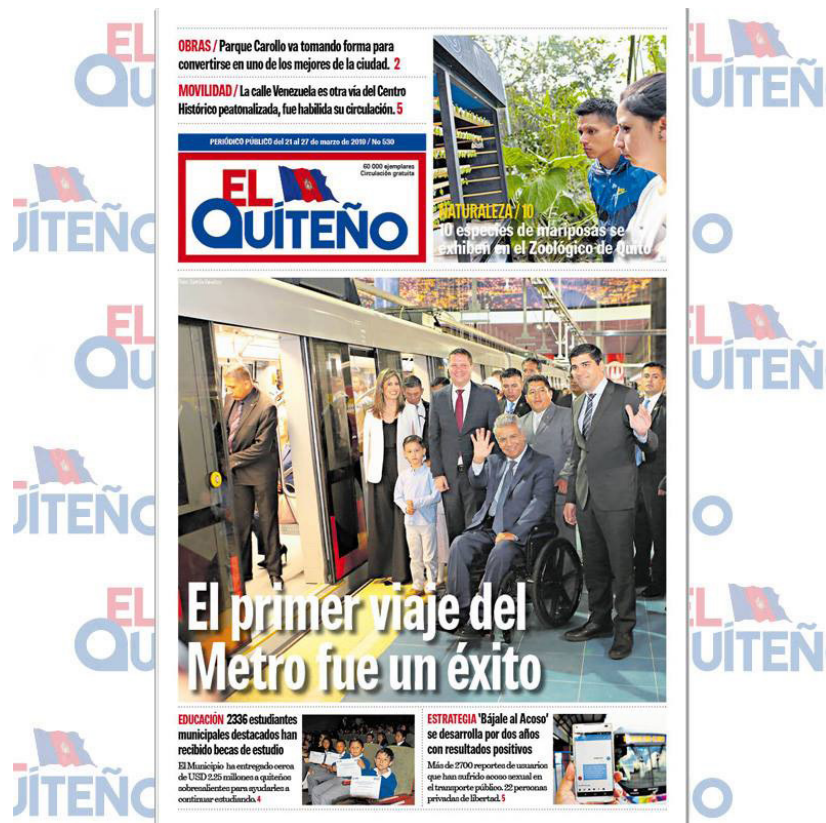 OBRAS / Parque Carollo va tomando forma para
convertirse en uno de los mejores de la ciudad. 2
MOVILIDAD / La calle Venezuela es otra vía del Centro
Histórico peatonalizada, fue habilida su circulación. 5
PERIÓDICO PÚBLICO del 21 al 27 de marzo de 2019 / No 530
60 000 ejemplares
Circulación gratuita
EL
QUITEÑO
NATURALEZA / 10
10 especies de mariposas se
exhiben en el Zoológico de Quito
El primer viaje del
Metro fue un éxito
EDUCACIÓN 2336 estudiantes
municipales destacados han
recibido becas de estudio
El Municipio ha entregado cerca
de USD 2.25 millones a quiteños
sobresalientes para ayudarles a
continuar estudiando. 4
ESTRATEGIA 'Bájale al Acoso'
se desarrolla por dos años
con resultados positivos
Más de 2700 reportes de usuarios
que han sufrido acoso sexual en
el transporte público. 22 personas
privadas de libertad. 5